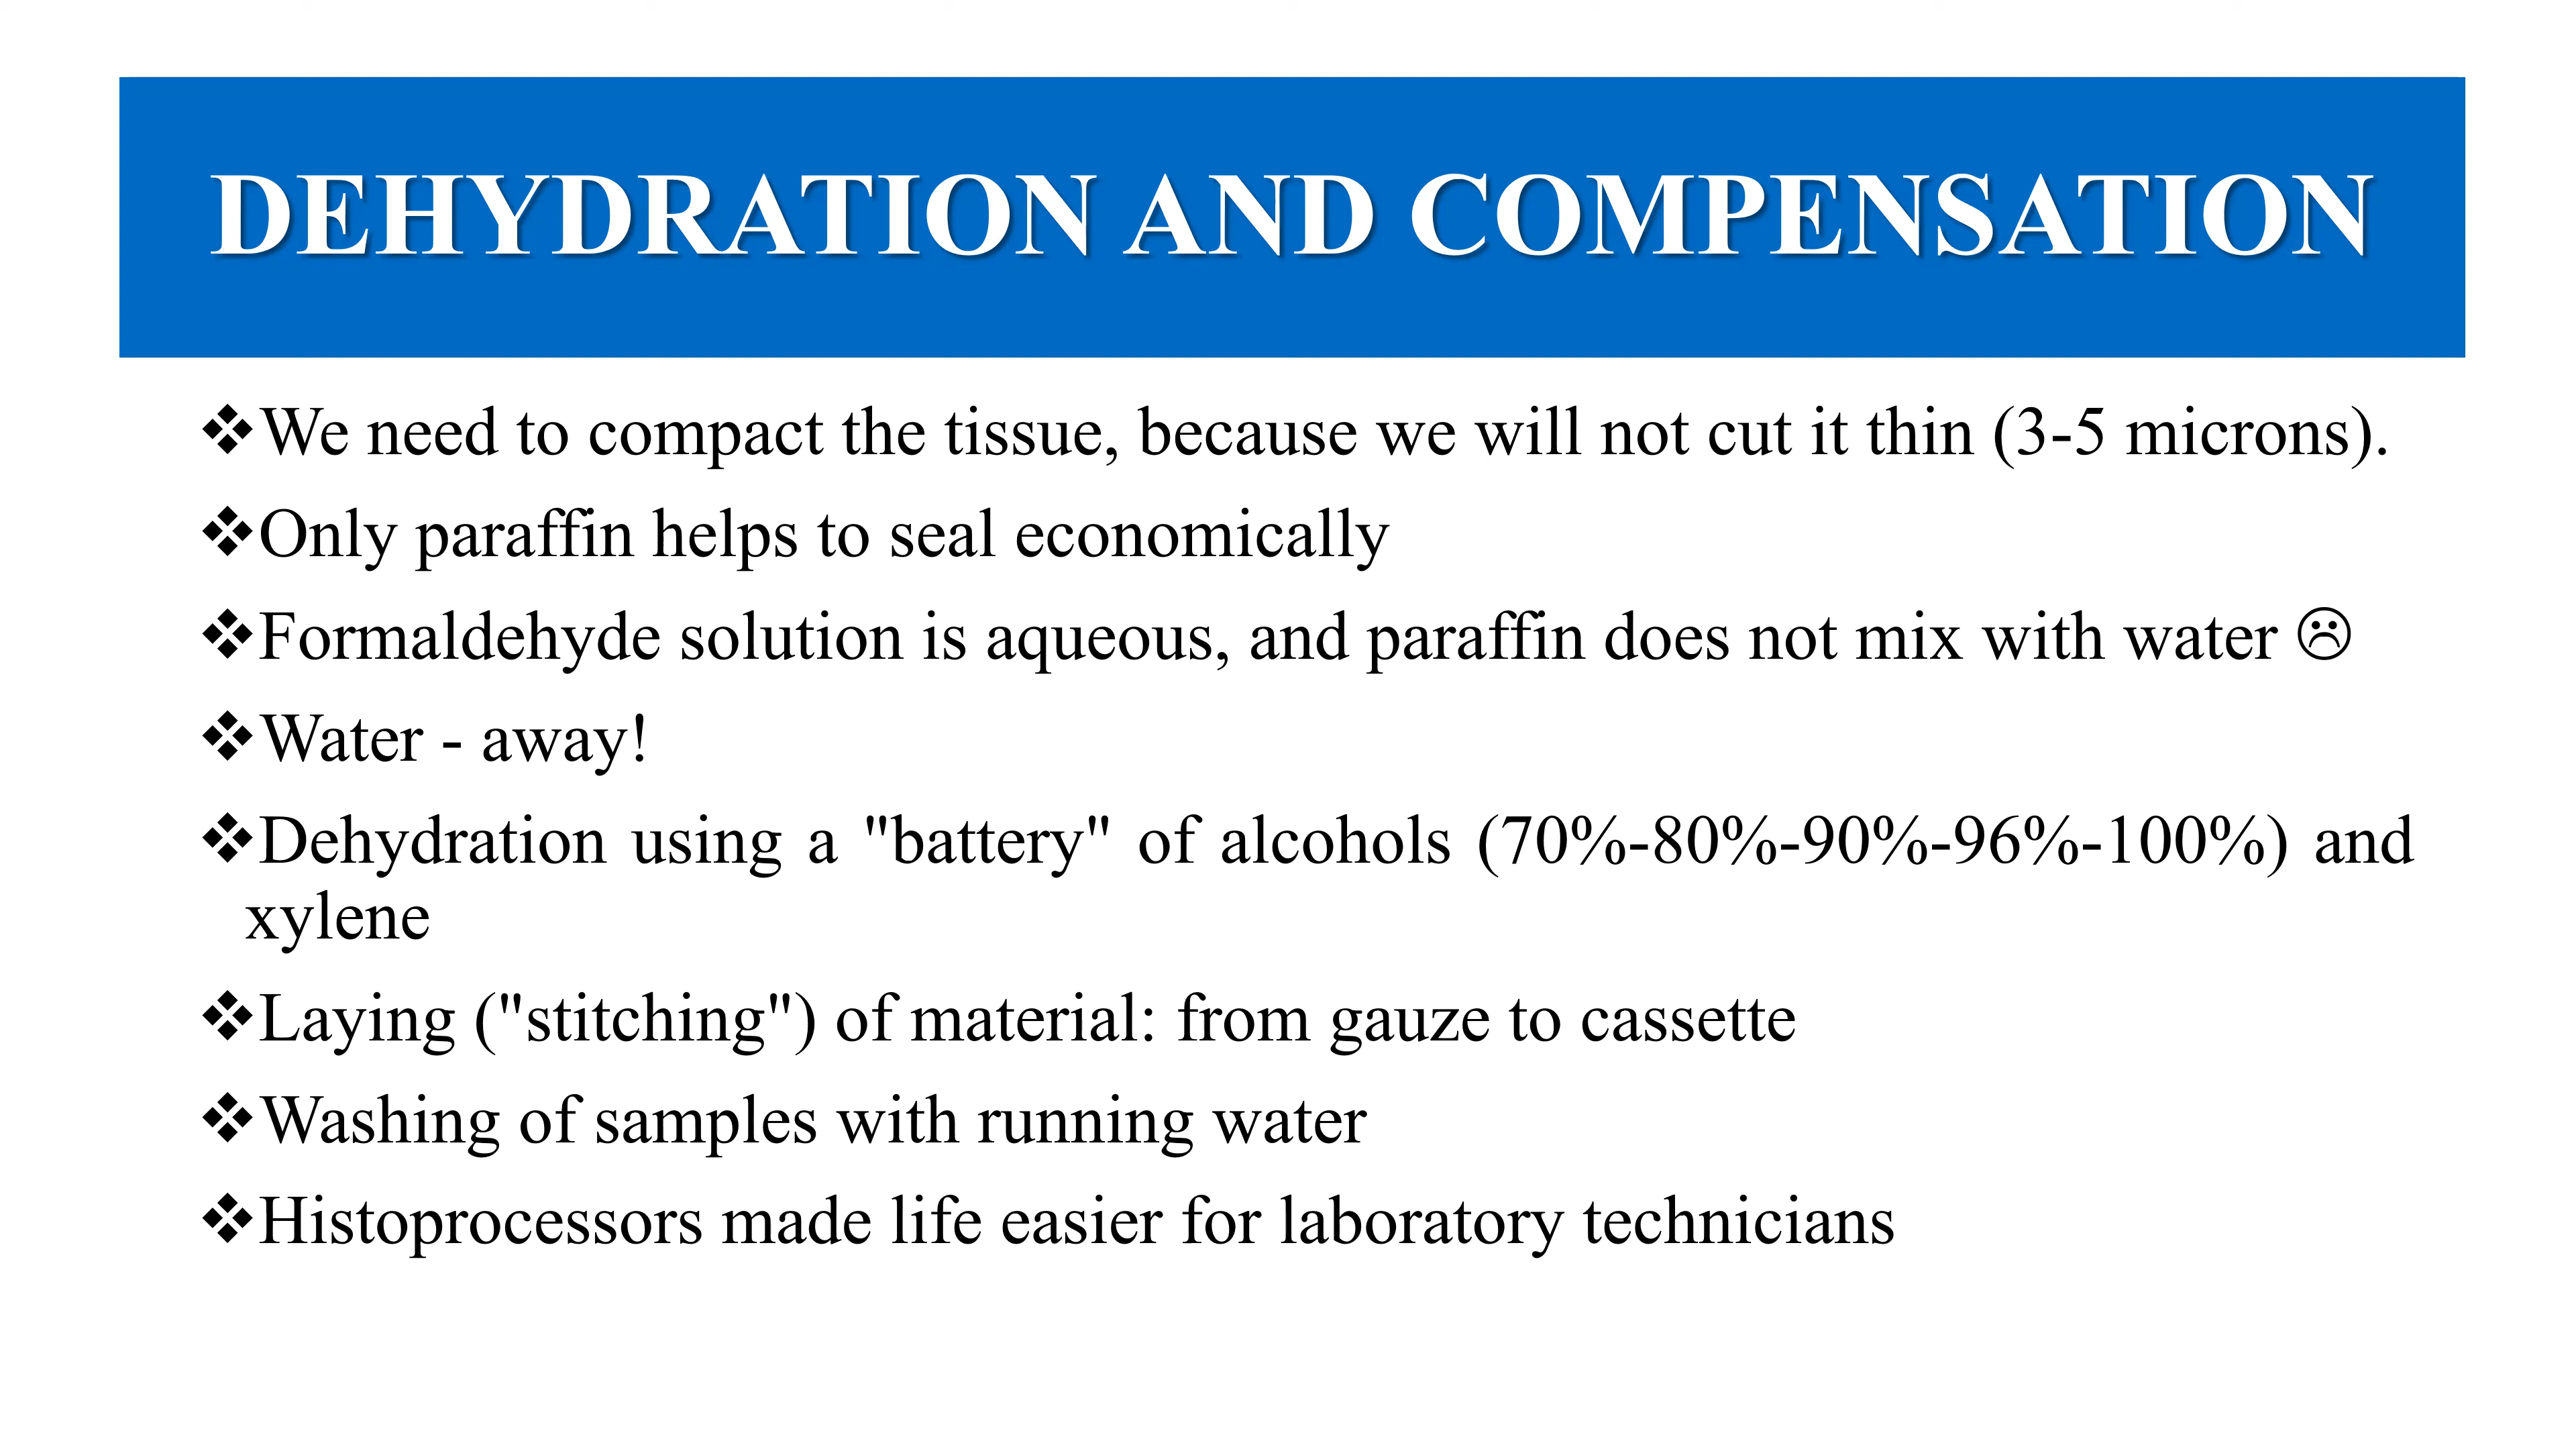 DEHYDRATION AND COMPENSATION
❖We need to compact the tissue, because we will not cut it thin (3-5 microns).
❖Only paraffin helps to seal economically
❖Formaldehyde solution is aqueous, and paraffin does not mix with water ☹
❖Water - away!
❖Dehydration using a "battery" of alcohols (70%-80%-90%-96%-100%) and
xylene
❖Laying ("stitching") of material: from gauze to cassette
❖Washing of samples with running water
❖Histoprocessors made life easier for laboratory technicians